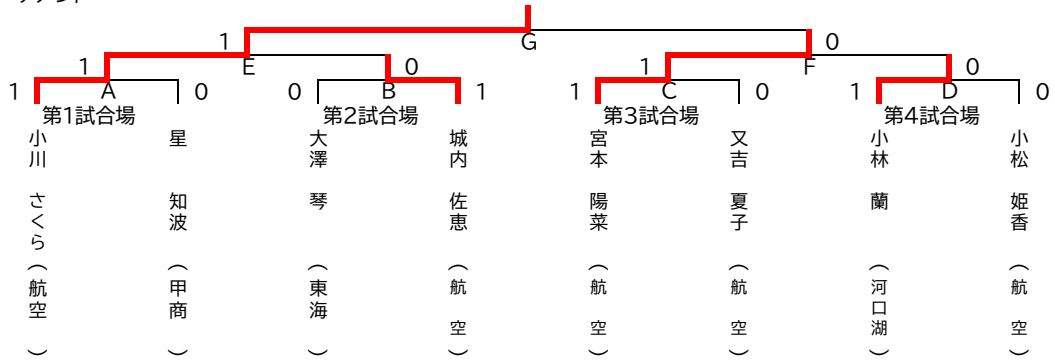 1 G 0
1 E 0 1 F 0
1 A 0 0 B 1 1 C 0 1 D 0
第1試合場 第2試合場 第3試合場 第4試合場
小川 さくら(航空)
星 知波(甲商)
大澤 琴(東海)
城内 佐恵(航空)
宮本 陽菜(航空)
又吉 夏子(航空)
小林 蘭(河口湖)
小松 姫香(航空)